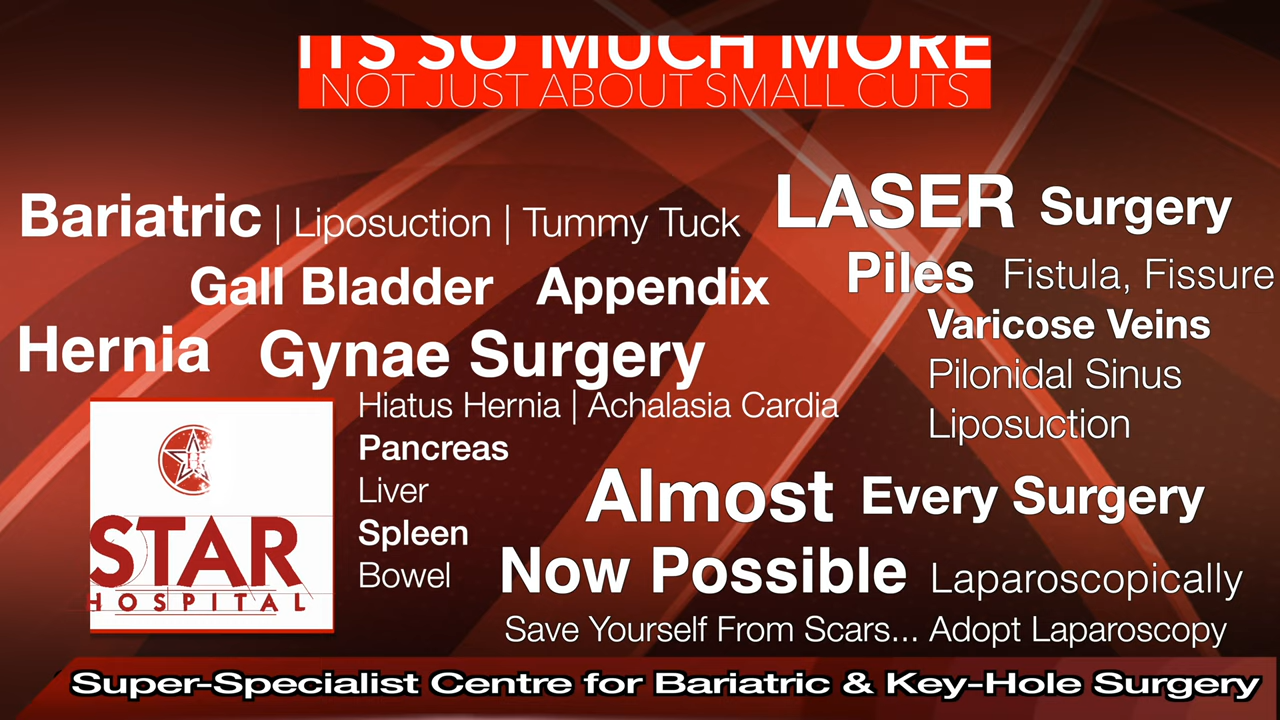 ITS SO MUCH MORE
NOT JUST ABOUT SMALL CUTS
Bariatric | Liposuction | Tummy Tuck
Gall Bladder Appendix
Hernia Gynae Surgery
Hiatus Hernia | Achalasia Cardia
Pancreas
Liver
Spleen
Bowel
LASER Surgery
Piles Fistula, Fissure
Varicose Veins
Pilonidal Sinus
Liposuction
Almost Every Surgery
Now Possible Laparoscopically
Save Yourself From Scars... Adopt Laparoscopy
STAR
HOSPITAL
Super-Specialist Centre for Bariatric & Key-Hole Surgery